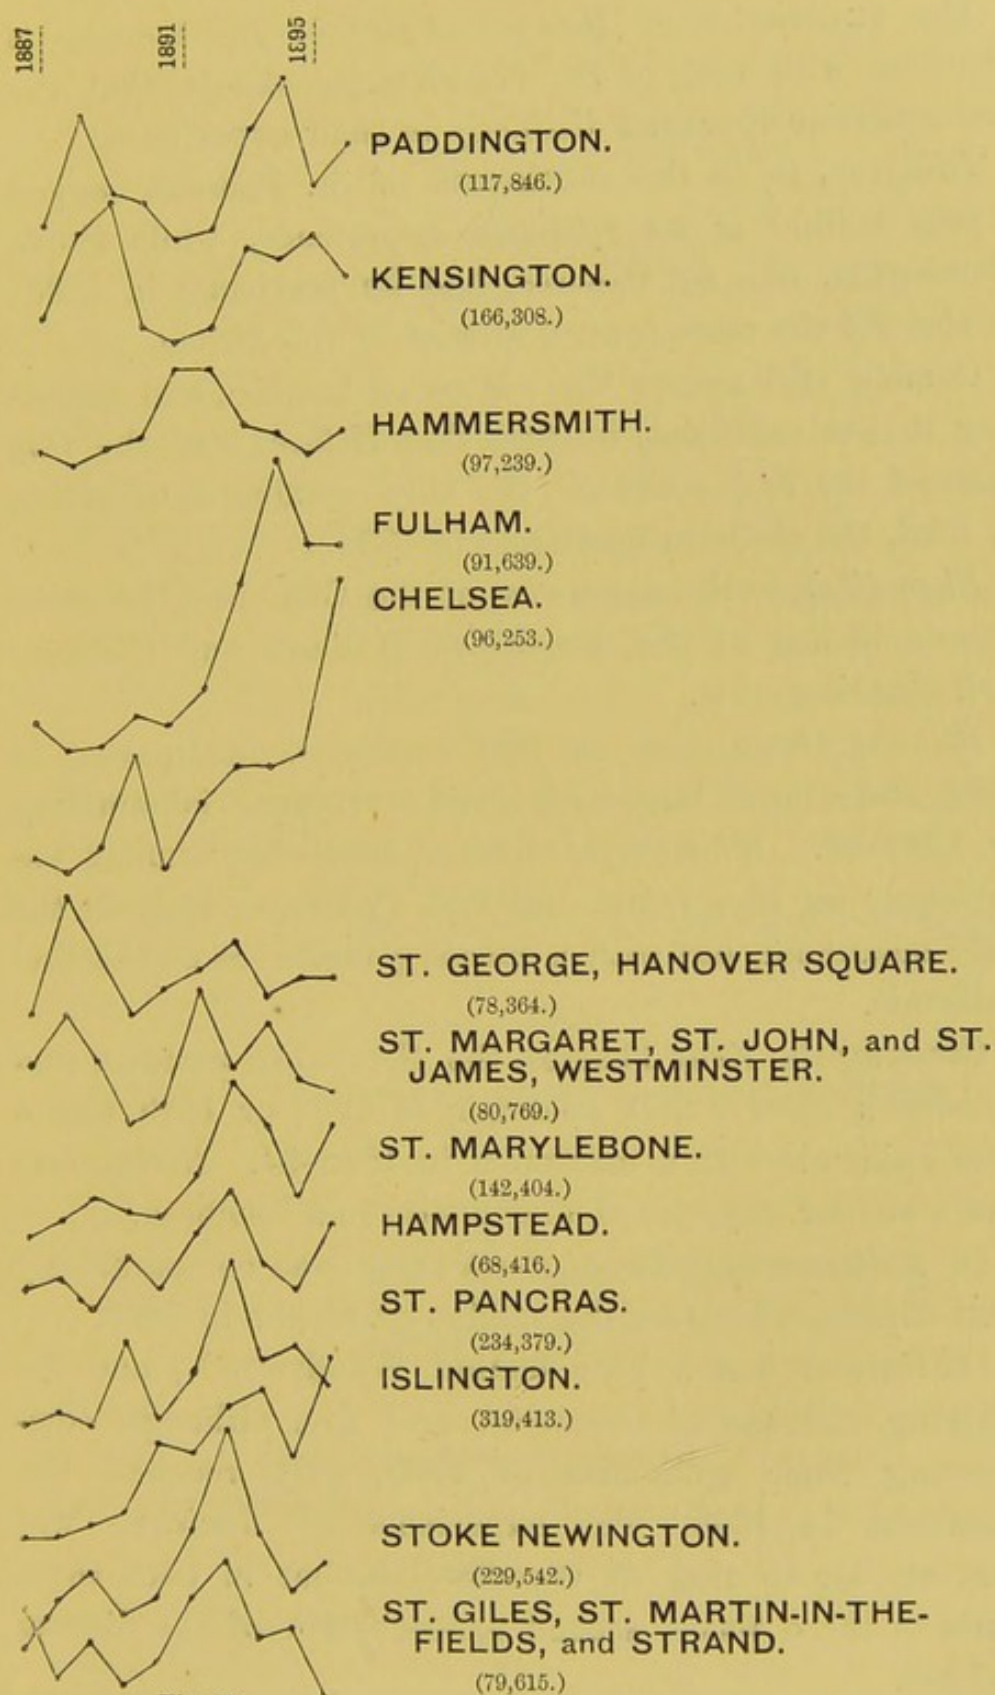 1887
1891
1895
PADDINGTON.
(117,846.)
KENSINGTON.
(166,308.)
HAMMERSMITH.
(97,239.)
FULHAM.
(91,639.)
CHELSEA.
(96,253.)
ST. GEORGE, HANOVER SQUARE.
(78,364.)
ST. MARGARET, ST. JOHN, and ST.
JAMES, WESTMINSTER.
(80,769.)
ST. MARYLEBONE.
(142,404.)
HAMPSTEAD.
(68,416.)
ST. PANCRAS.
(234,379.)
ISLINGTON.
(319,413.)
STOKE NEWINGTON.
(229,542.)
ST. GILES, ST. MARTIN-IN-THE-
FIELDS, and STRAND.
(79,615.)